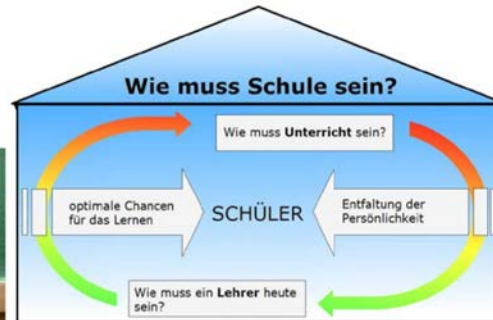 Wie muss Schule sein?
Wie muss Unterricht sein?
optimale Chancen
für das Lernen
SCHÜLER
Entfaltung der
Persönlichkeit
Wie muss ein Lehrer heute
sein?